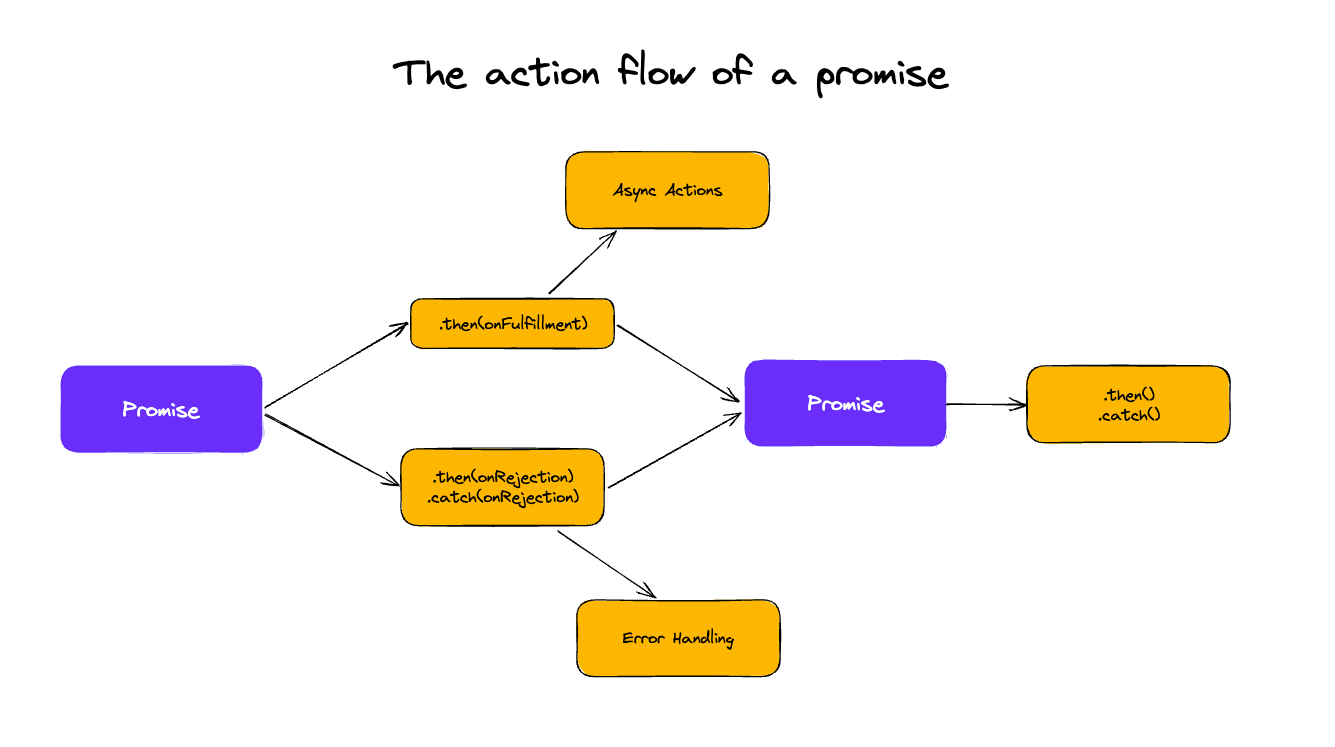 The action flow of a promise
Async Actions
.then(onFulfillment)
Promise
Promise
.then()
.catch()
.then(onRejection)
.catch(onRejection)
Error Handling